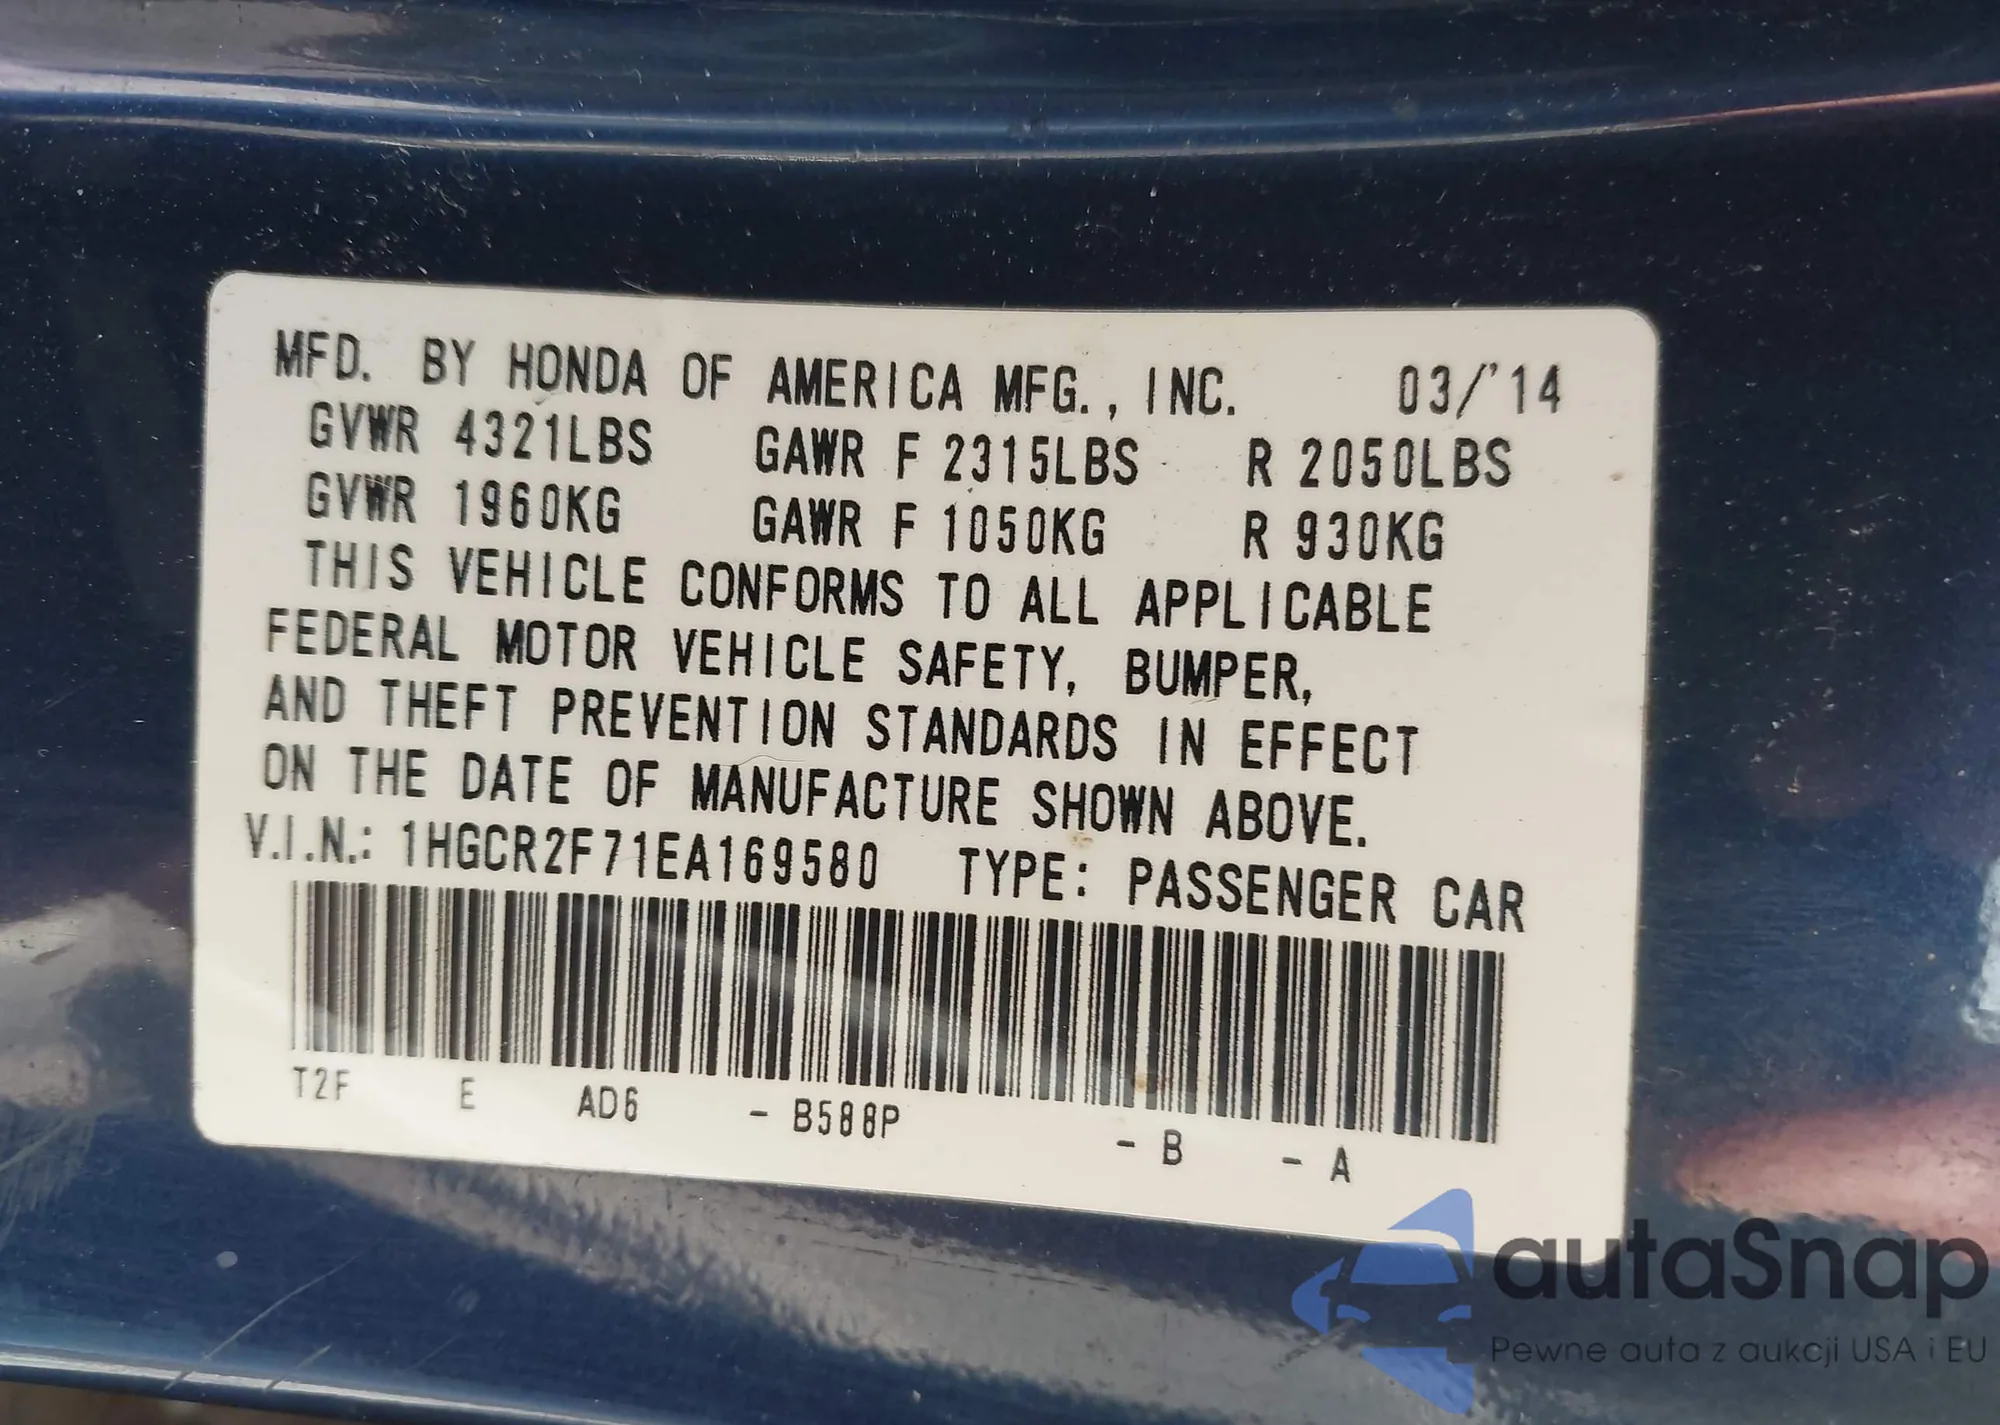 MFD. BY HONDA OF AMERICA MFG., INC. 03/'14
GVWR 4321LBS GAWR F 2315LBS R 2050LBS
GVWR 1960KG GAWR F 1050KG R 930KG
THIS VEHICLE CONFORMS TO ALL APPLICABLE
FEDERAL MOTOR VEHICLE SAFETY, BUMPER,
AND THEFT PREVENTION STANDARDS IN EFFECT
ON THE DATE OF MANUFACTURE SHOWN ABOVE.
V.I.N.: 1HGCR2F71EA169580 TYPE: PASSENGER CAR
T2F E AD6 - B588P - B - A
autaSnap
Pewne auta z aukcji USA i EU